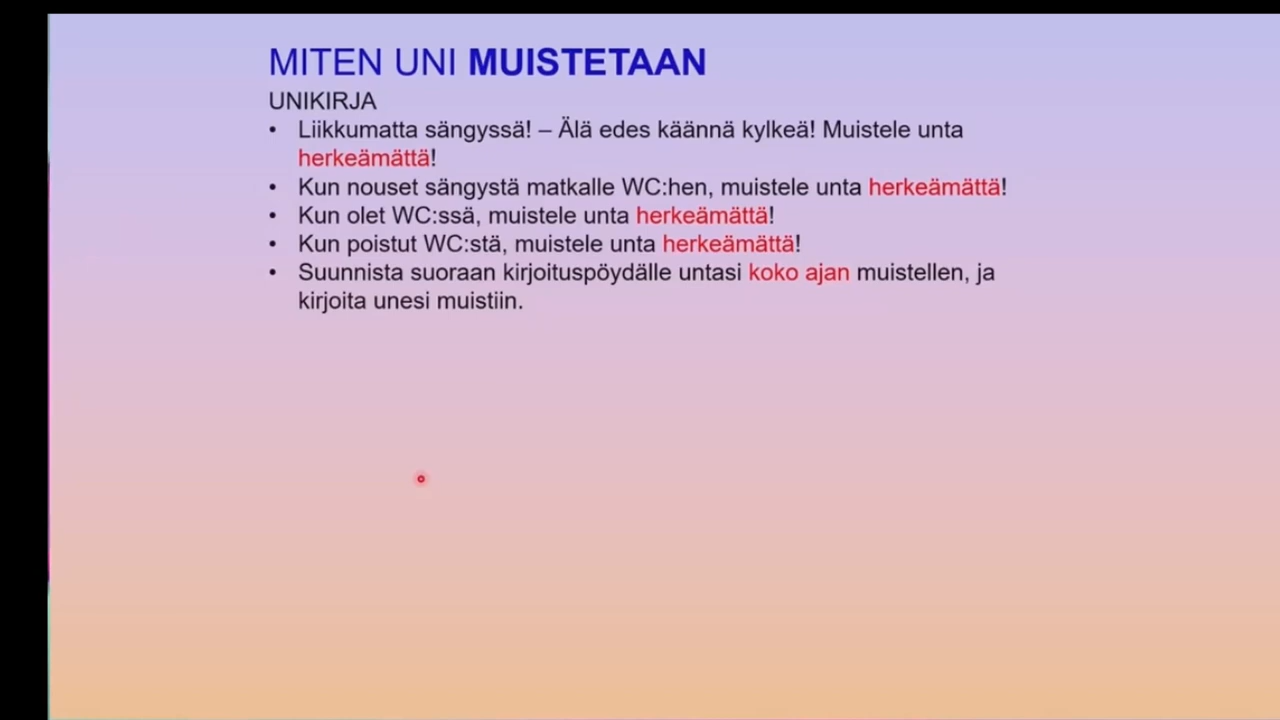 MITEN UNI MUISTETAAN
UNIKIRJA
• Liikkumatta sängyssä! – Älä edes käännä kylkeä! Muistele unta
herkeämättä!
• Kun nouset sängystä matkalle WC:hen, muistele unta herkeämättä!
• Kun olet WC:ssä, muistele unta herkeämättä!
• Kun poistut WC:stä, muistele unta herkeämättä!
• Suunnista suoraan kirjoituspöydälle untasi koko ajan muistellen, ja
kirjoita unesi muistiin.